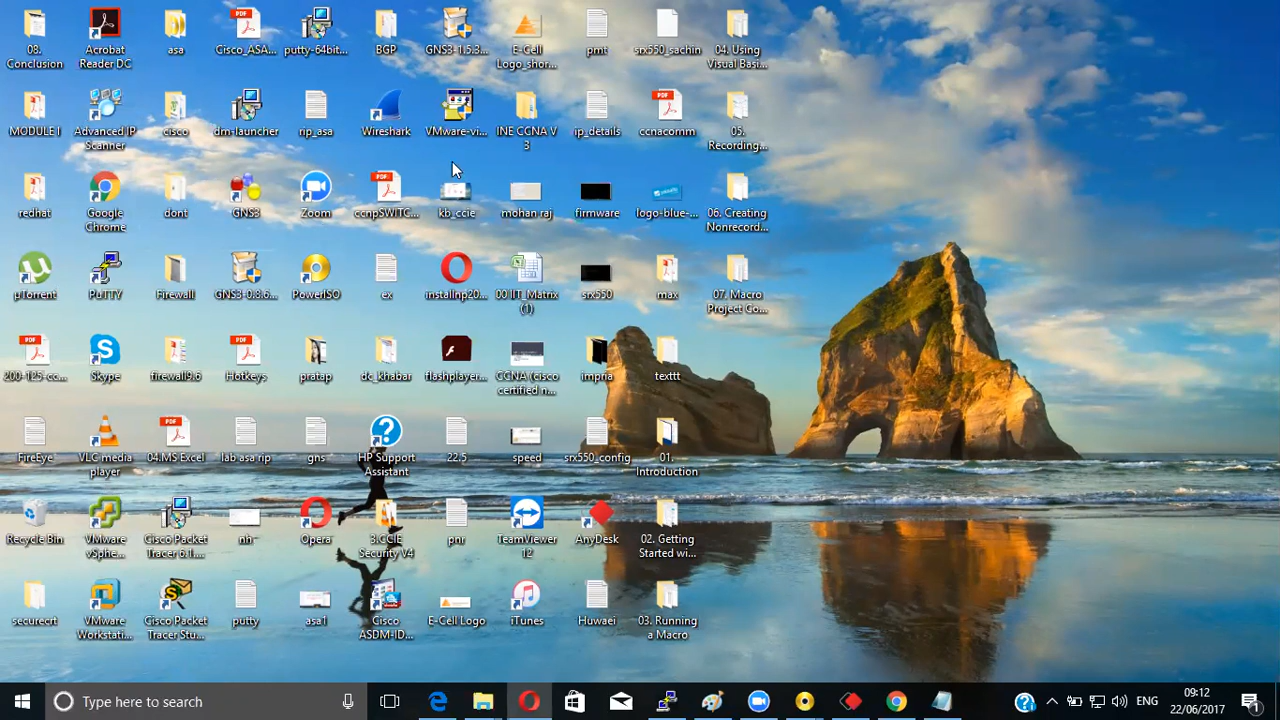 08.
Conclusion
Acrobat
Reader DC
asa
Cisco_ASA...
putty-64bit...
BGP
GNS3-1.5.3...
E-Cell
Logo_shor...
pmt
srx550_sachin
04. Using
Visual Basi...
MODULE I
Advanced IP
Scanner
cisco
dm-launcher
rip_asa
Wireshark
VMware-vi...
INE CCNA V
3
ip_details
ccnacomm
05.
Recording...
redhat
Google
Chrome
dont
GNS3
Zoom
ccnpSWITC...
kb_ccie
mohan raj
firmware
logo-blue-...
06. Creating
Nonrecord...
µTorrent
PuTTY
Firewall
GNS3-0.8.6...
PowerISO
ex
installnp20...
00 IIT_Matrix
(1)
srx550
max
07. Macro
Project Co...
200-125-cc...
Skype
firewall9.6
Hotkeys
pratap
dc_khabar
flashplayer...
CCNA (cisco
certified n...
impria
texttt
FireEye
VLC media
player
04.MS Excel
lab asa rip
gns
HP Support
Assistant
22.5
speed
srx550_config
01.
Introduction
Recycle Bin
VMware
vSphe...
Cisco Packet
Tracer 6.1....
nh
Opera
3.CCIE
Security V4
pnr
TeamViewer
12
AnyDesk
02. Getting
Started wi...
securecrt
VMware
Workstati...
Cisco Packet
Tracer Stu...
putty
asa1
Cisco
ASDM-ID...
E-Cell Logo
iTunes
Huwaei
03. Running
a Macro
Type here to search
ENG
09:12
22/06/2017
1